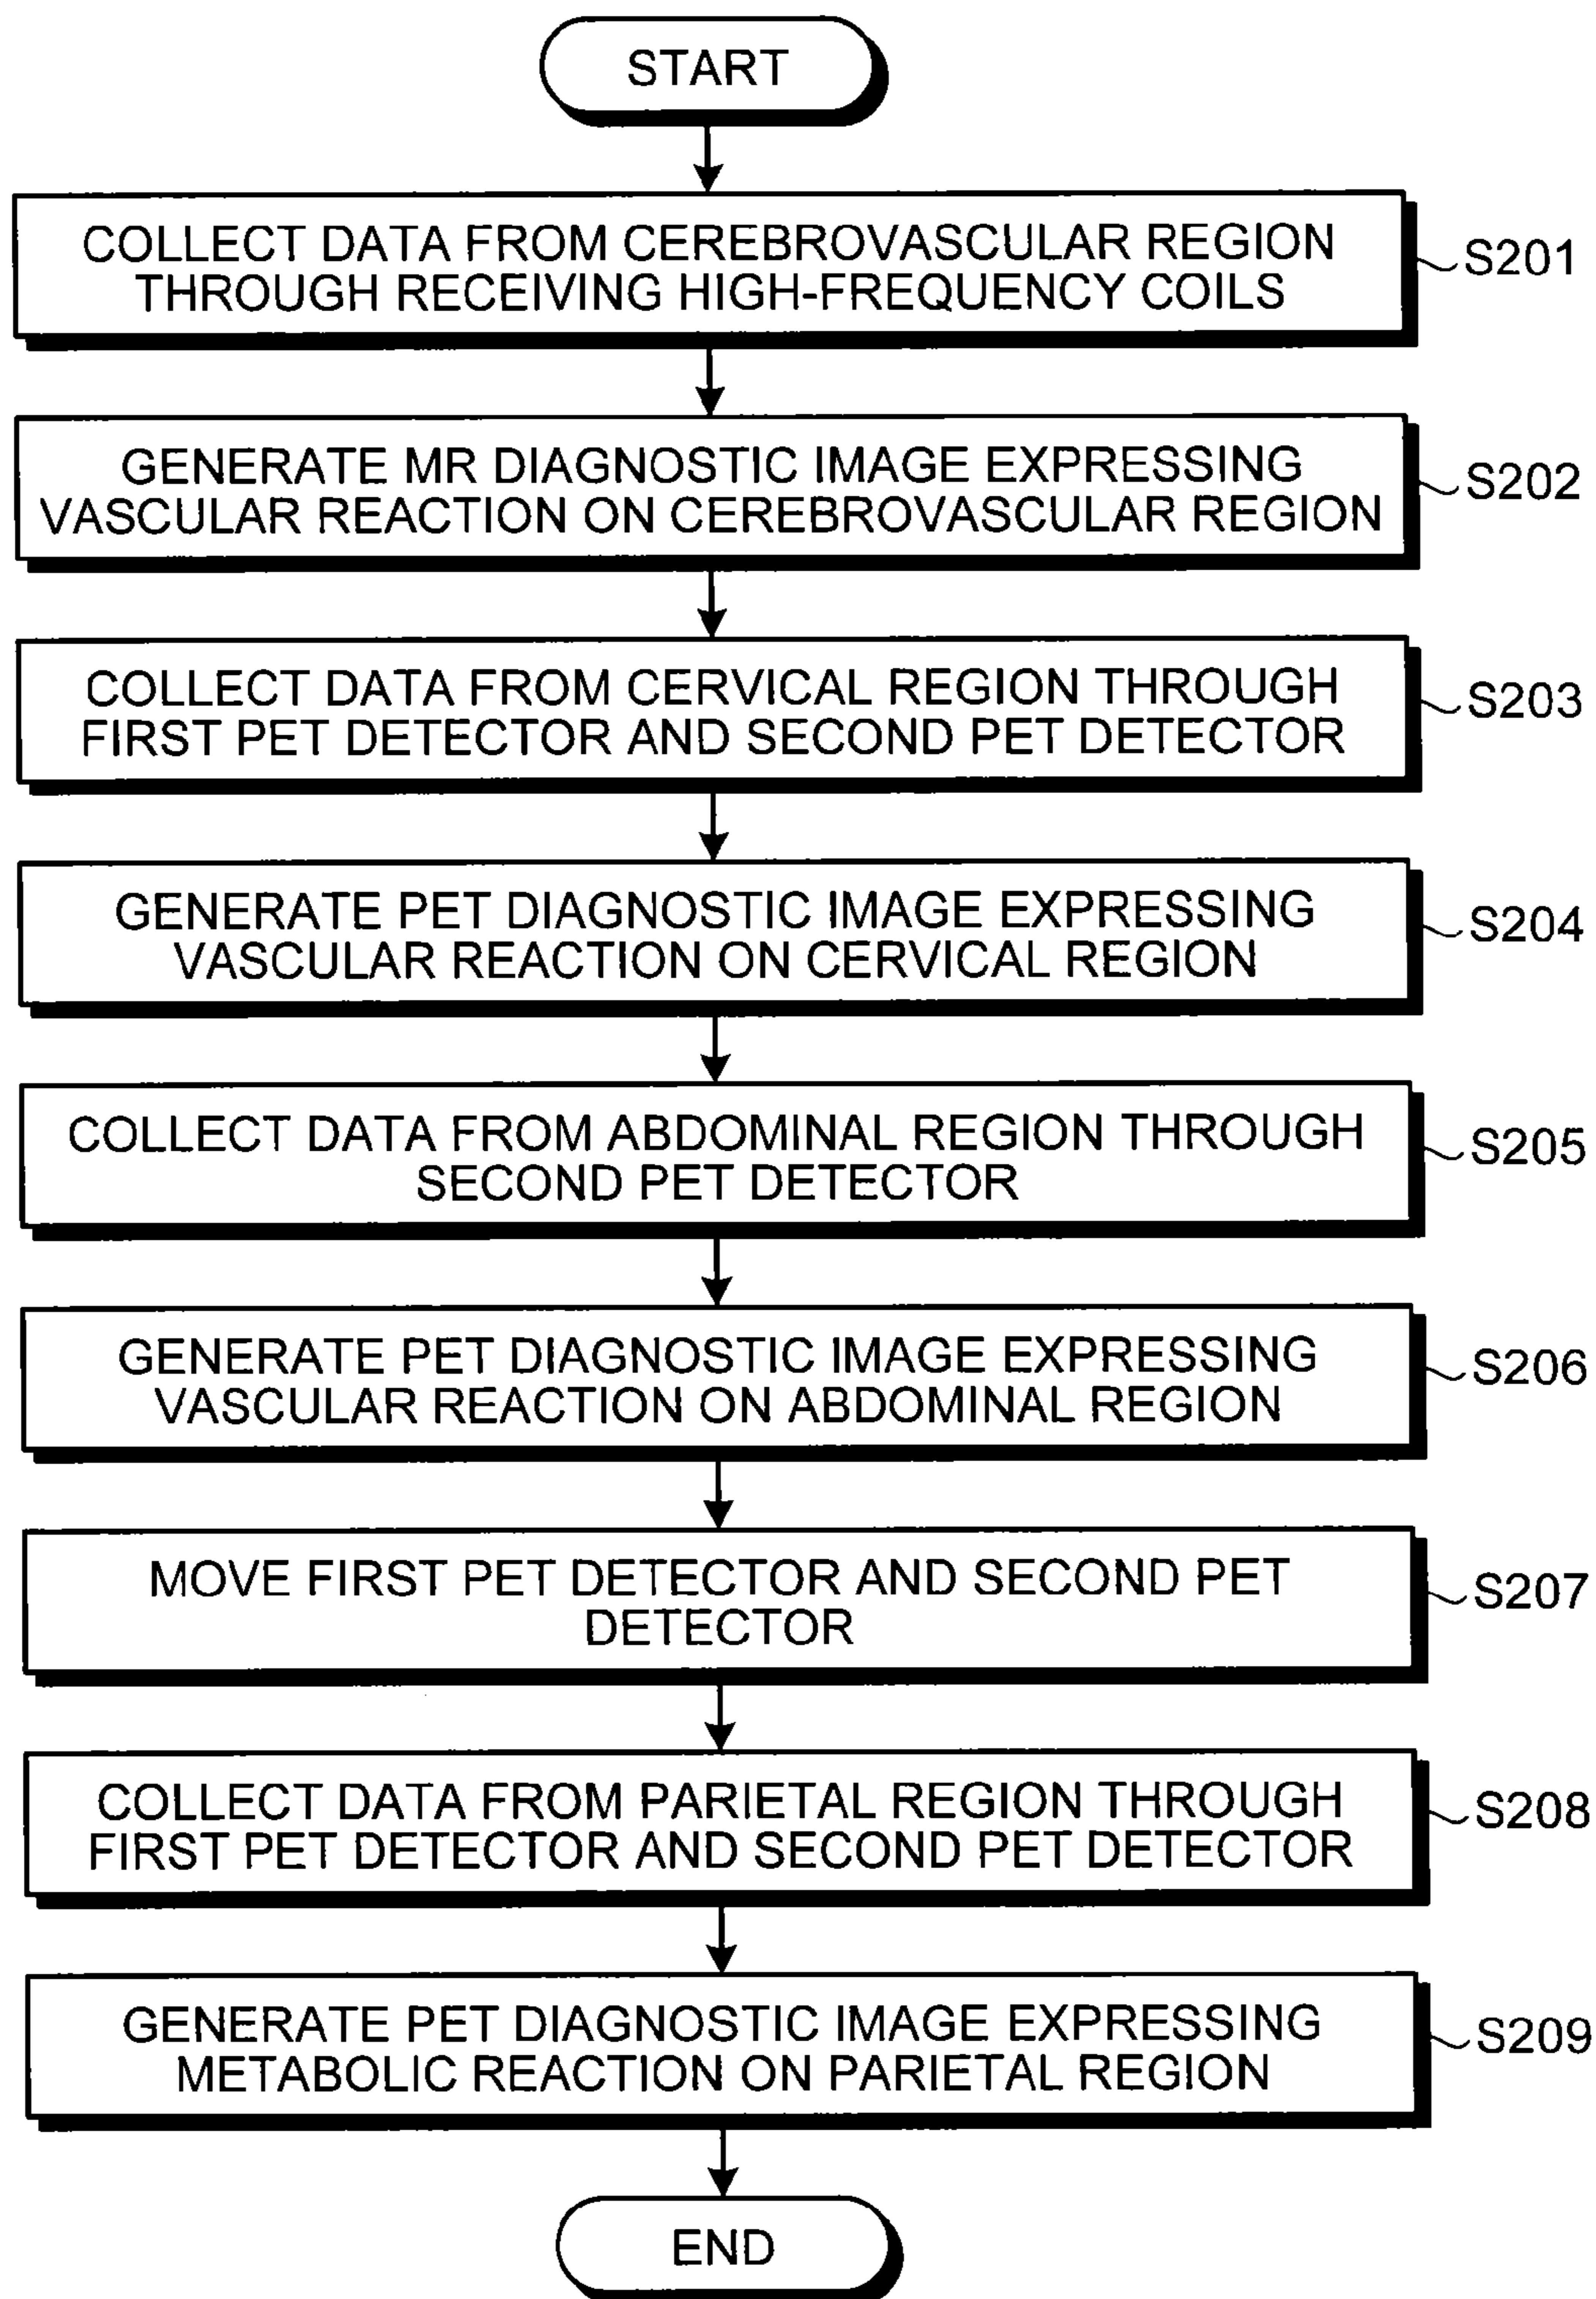 START
COLLECT DATA FROM CEREBROVASCULAR REGION
THROUGH RECEIVING HIGH-FREQUENCY COILS
S201
GENERATE MR DIAGNOSTIC IMAGE EXPRESSING
VASCULAR REACTION ON CEREBROVASCULAR REGION
S202
COLLECT DATA FROM CERVICAL REGION THROUGH
FIRST PET DETECTOR AND SECOND PET DETECTOR
S203
GENERATE PET DIAGNOSTIC IMAGE EXPRESSING
VASCULAR REACTION ON CERVICAL REGION
S204
COLLECT DATA FROM ABDOMINAL REGION THROUGH
SECOND PET DETECTOR
S205
GENERATE PET DIAGNOSTIC IMAGE EXPRESSING
VASCULAR REACTION ON ABDOMINAL REGION
S206
MOVE FIRST PET DETECTOR AND SECOND PET
DETECTOR
S207
COLLECT DATA FROM PARIETAL REGION THROUGH
FIRST PET DETECTOR AND SECOND PET DETECTOR
S208
GENERATE PET DIAGNOSTIC IMAGE EXPRESSING
METABOLIC REACTION ON PARIETAL REGION
S209
END